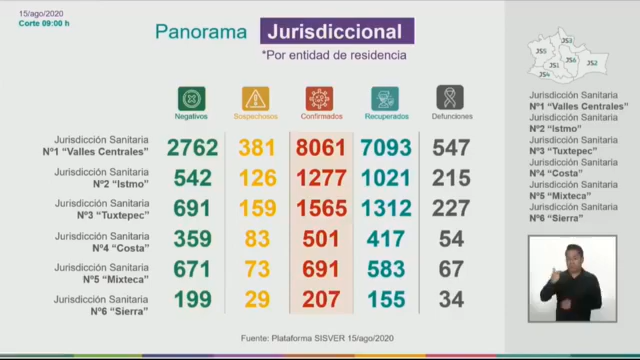 15/ago/2020
Corte 09:00 h
Panorama Jurisdiccional
*Por entidad de residencia
Negativos Sospechosos Confirmados Recuperados Defunciones
Jurisdicción Sanitaria
Nº1 “Valles Centrales” 2762 381 8061 7093 547
Jurisdicción Sanitaria
Nº2 “Istmo” 542 126 1277 1021 215
Jurisdicción Sanitaria
Nº3 “Tuxtepec” 691 159 1565 1312 227
Jurisdicción Sanitaria
Nº4 “Costa” 359 83 501 417 54
Jurisdicción Sanitaria
Nº5 “Mixteca” 671 73 691 583 67
Jurisdicción Sanitaria
Nº6 “Sierra” 199 29 207 155 34
Fuente: Plataforma SISVER 15/ago/2020
JS3
JS5
JS1 JS6 JS2
JS4
Jurisdicción Sanitaria
Nº1 “Valles Centrales”
Jurisdicción Sanitaria
Nº2 “Istmo”
Jurisdicción Sanitaria
Nº3 “Tuxtepec”
Jurisdicción Sanitaria
Nº4 “Costa”
Jurisdicción Sanitaria
Nº5 “Mixteca”
Jurisdicción Sanitaria
Nº6 “Sierra”